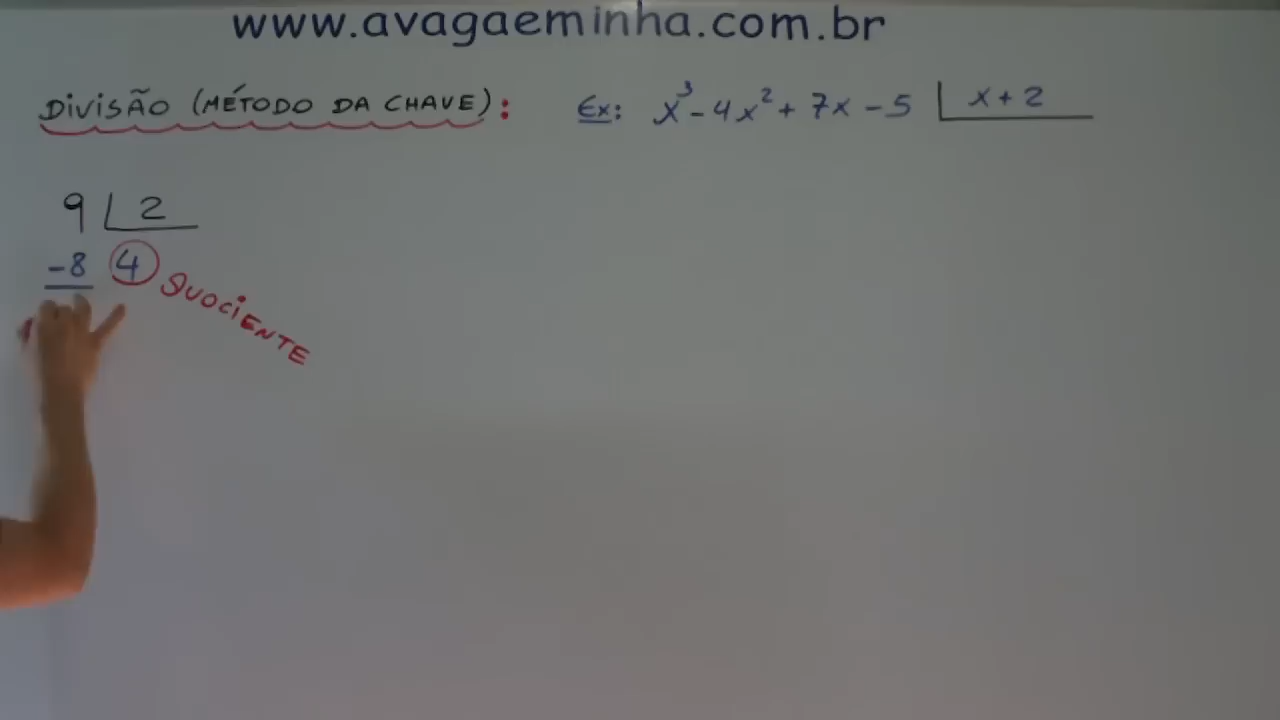 www.avagaeminha.com.br
DIVISÃO (MÉTODO DA CHAVE): Ex: x³ - 4x² + 7x - 5 | x + 2
9 | 2
-8 4 QUOCIENTE